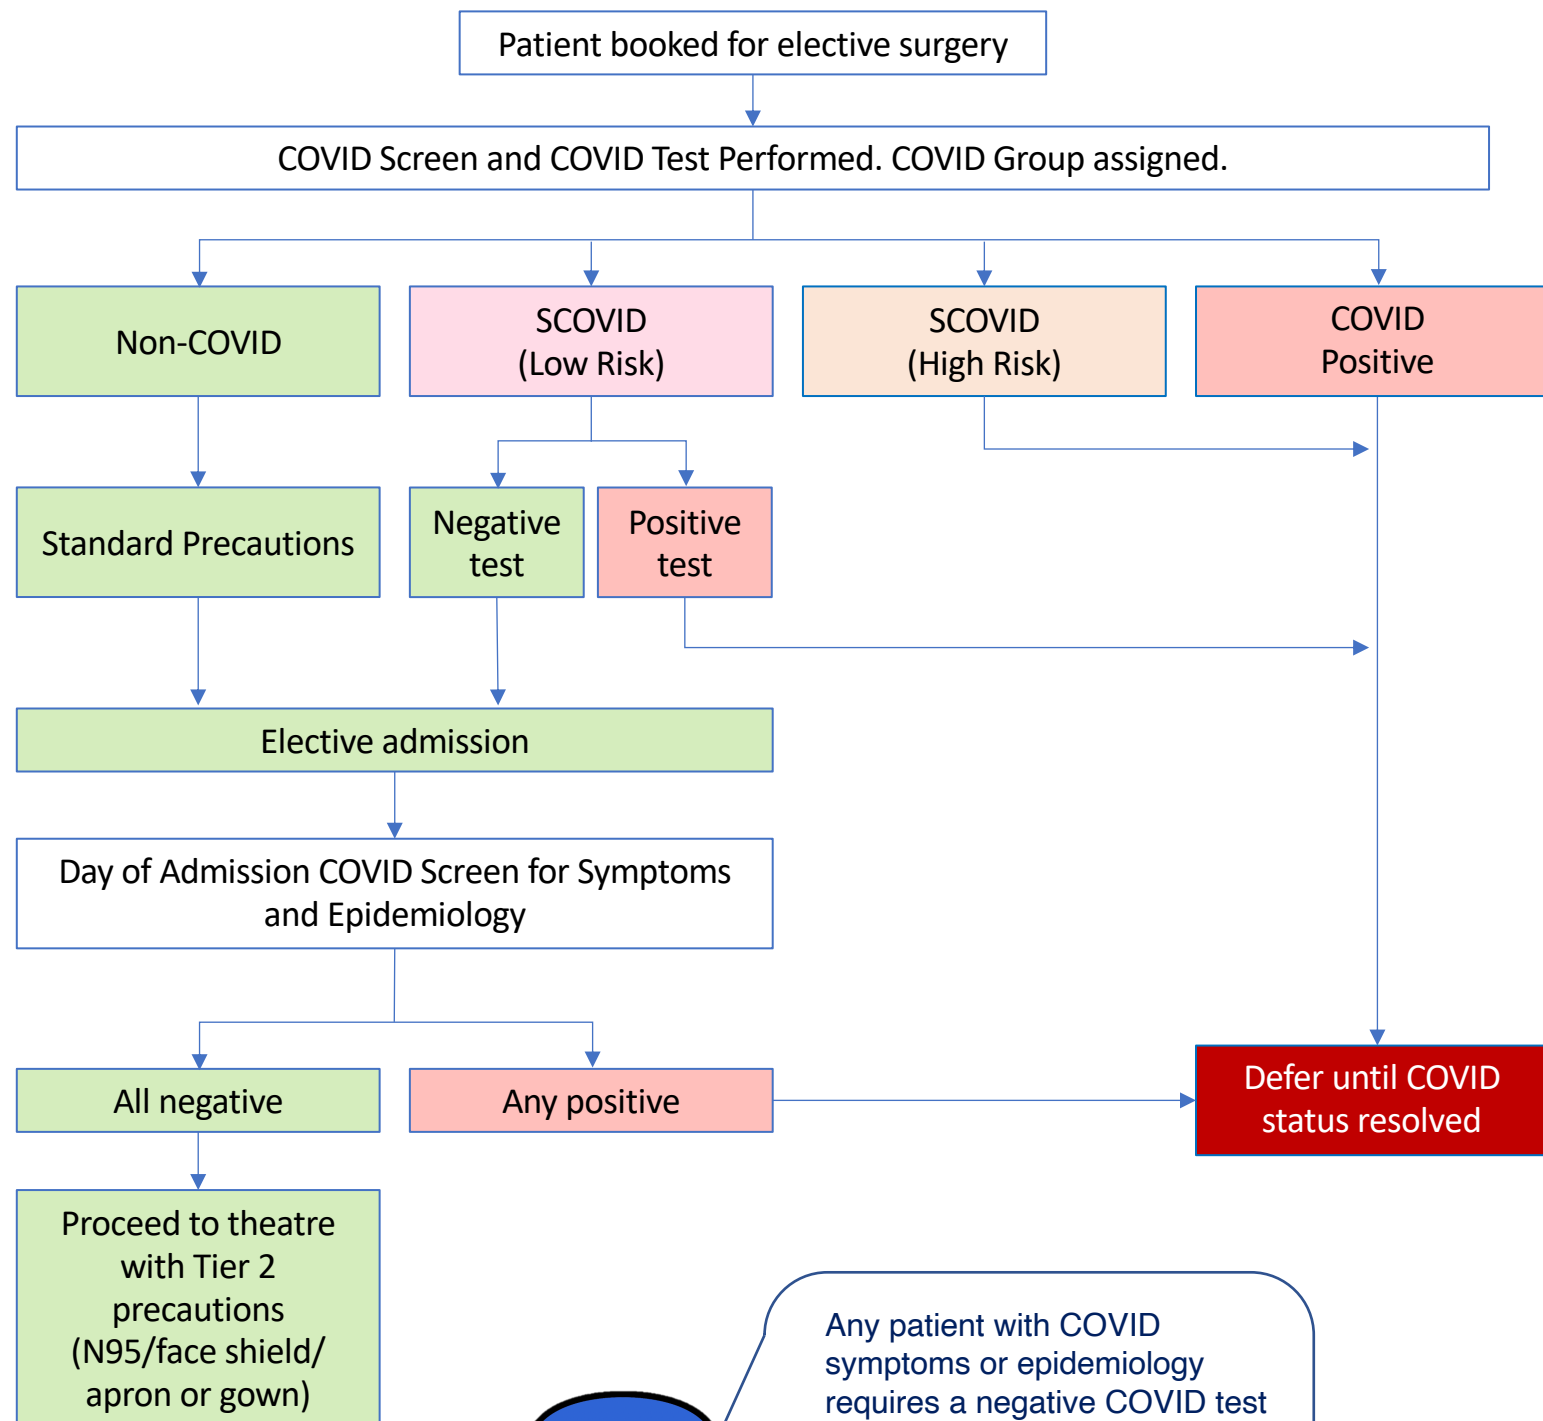 Patient booked for elective surgery
COVID Screen and COVID Test Performed. COVID Group assigned.
Non-COVID
SCOVID
(Low Risk)
SCOVID
(High Risk)
COVID
Positive
Standard Precautions
Negative
test
Positive
test
Elective admission
Day of Admission COVID Screen for Symptoms
and Epidemiology
All negative
Any positive
Defer until COVID
status resolved
Proceed to theatre
with Tier 2
precautions
(N95/face shield/
apron or gown)
Any patient with COVID
symptoms or epidemiology
requires a negative COVID test